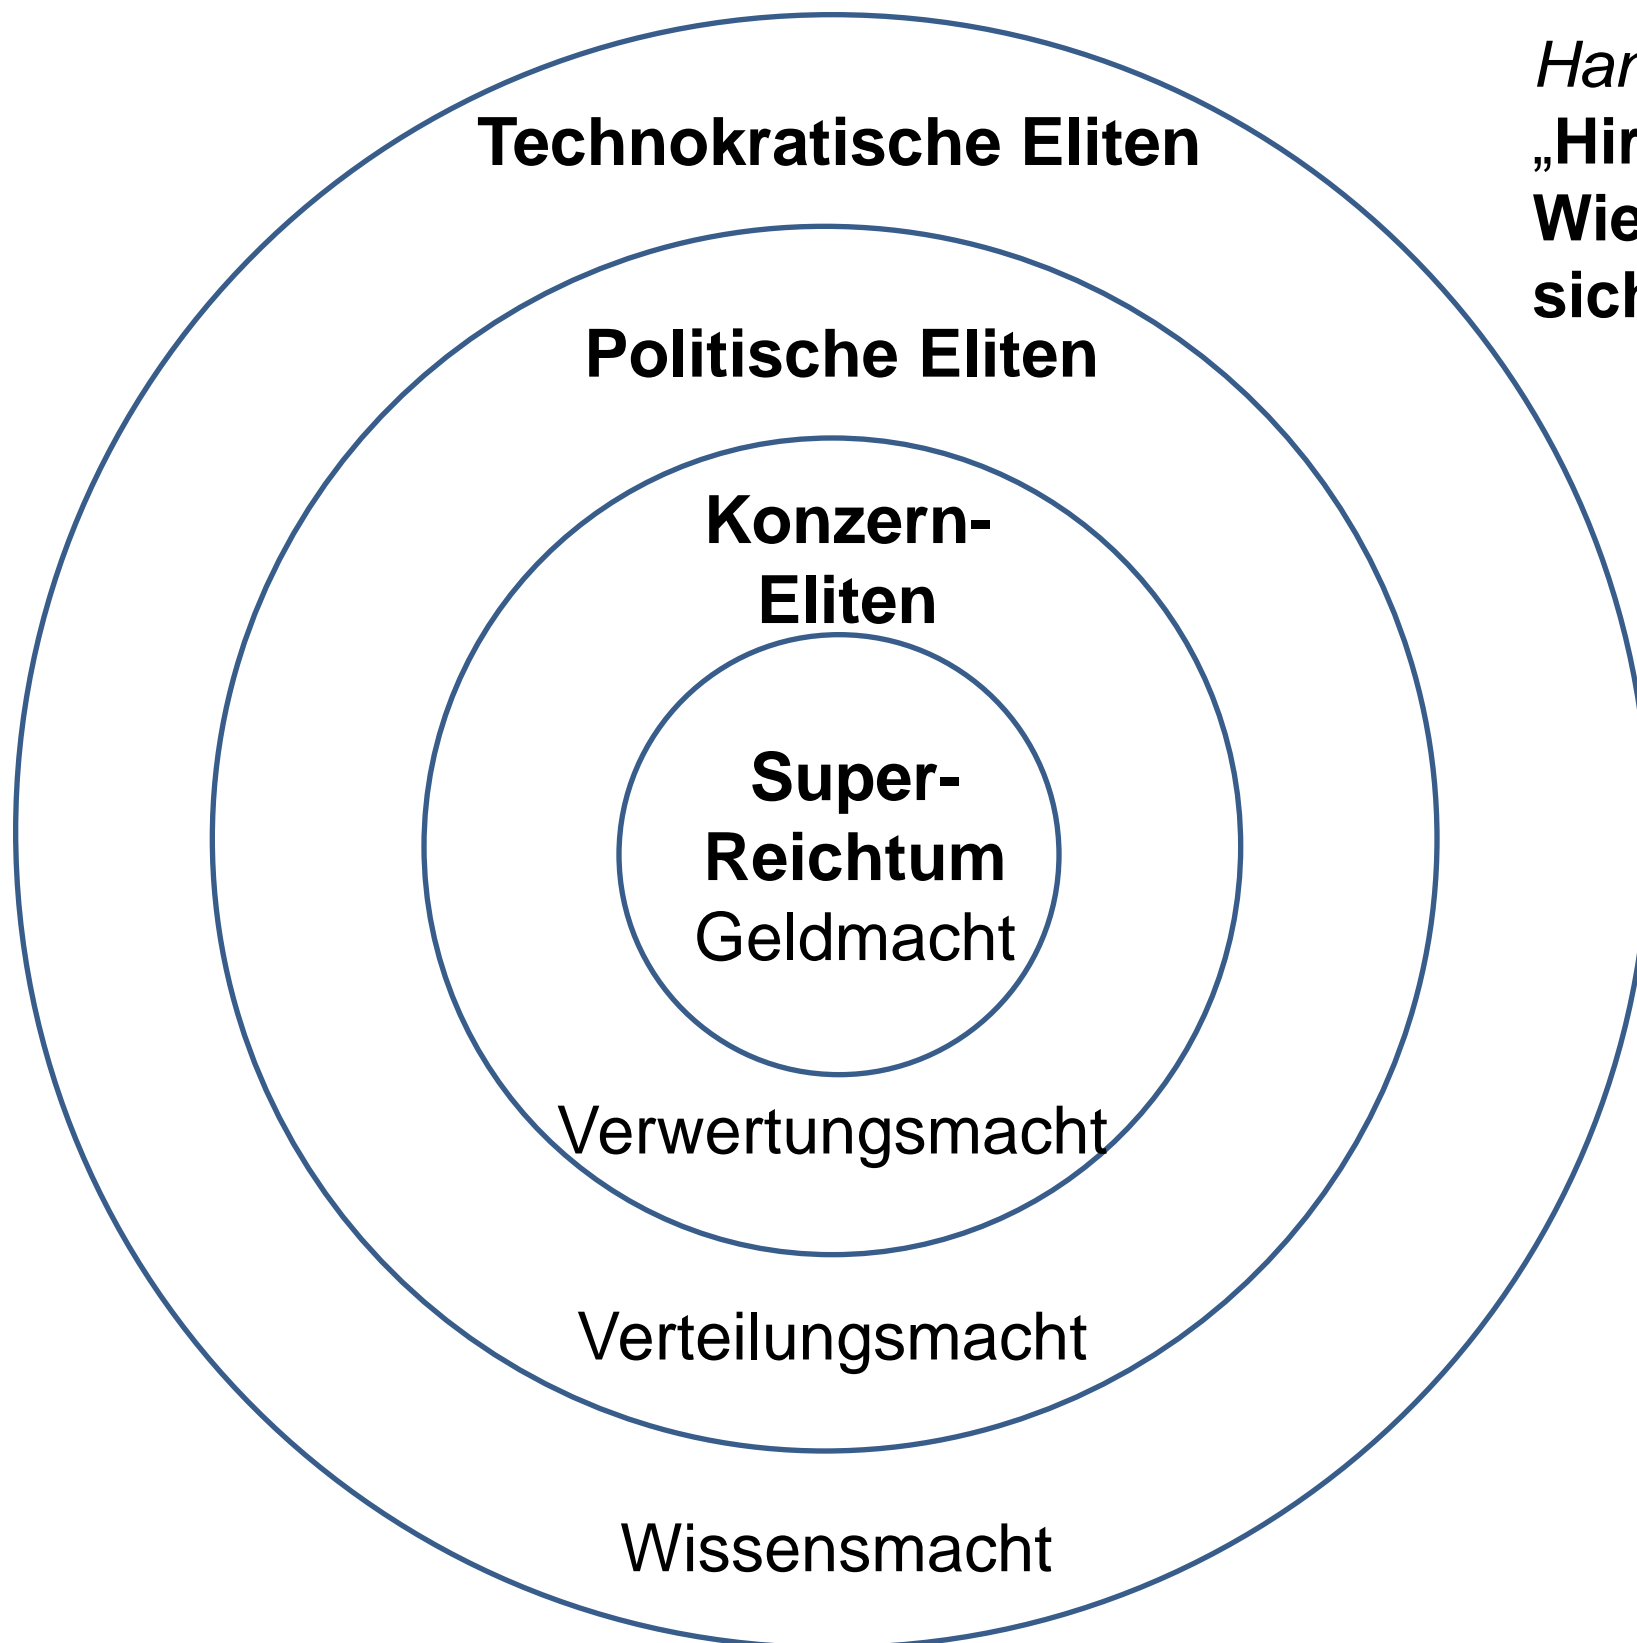 Technokratische Eliten
Politische Eliten
Konzern-
Eliten
Super-
Reichtum
Geldmacht
Verwertungsmacht
Verteilungsmacht
Wissensmacht